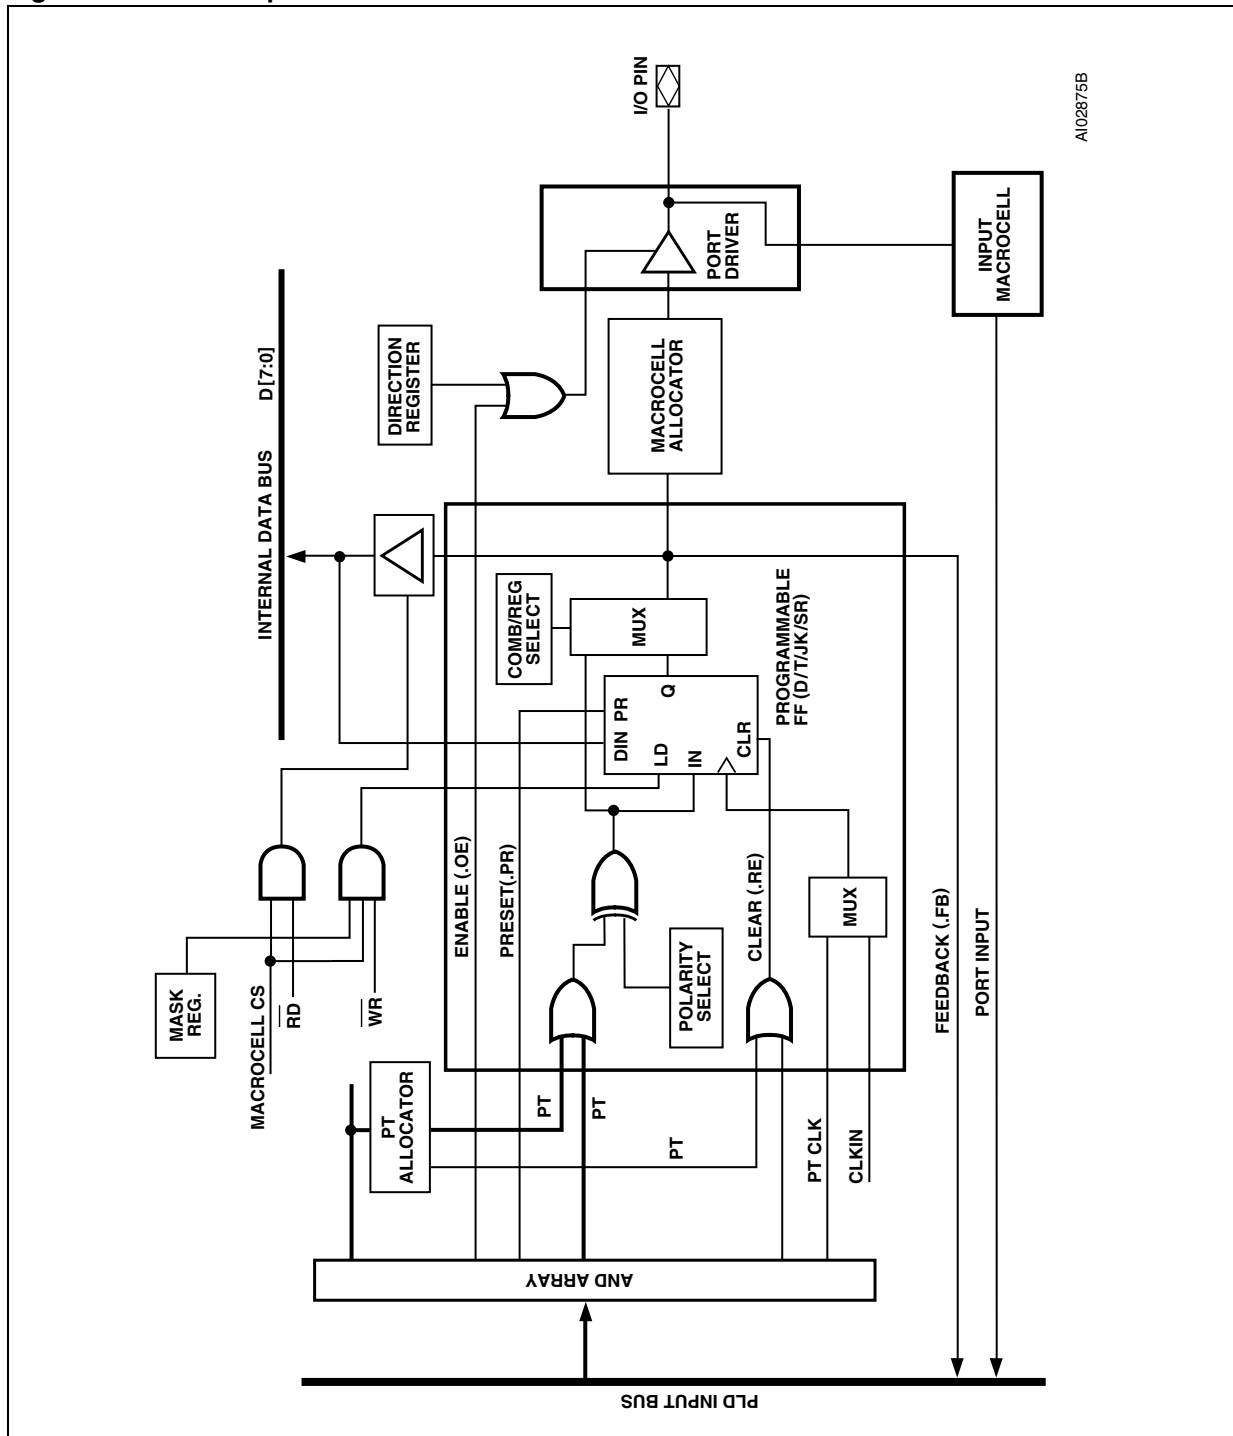 MASK
REG.
MACROCELL CS
RD
WR
INTERNAL DATA BUS D[7:0]
DIRECTION
REGISTER
I/O PIN
PT
ALLOCATOR
ENABLE (.OE)
PRESET(.PR)
COMB/REG
SELECT
PORT
DRIVER
AND ARRAY
PT
PT
PT
POLARITY
SELECT
DIN PR
LD
IN
Q
CLR
MUX
MACROCELL
ALLOCATOR
PROGRAMMABLE
FF (D/T/JK/SR)
CLEAR (.RE)
PT CLK
CLKIN
MUX
FEEDBACK (.FB)
PORT INPUT
INPUT
MACROCELL
PLD INPUT BUS
AI02875B